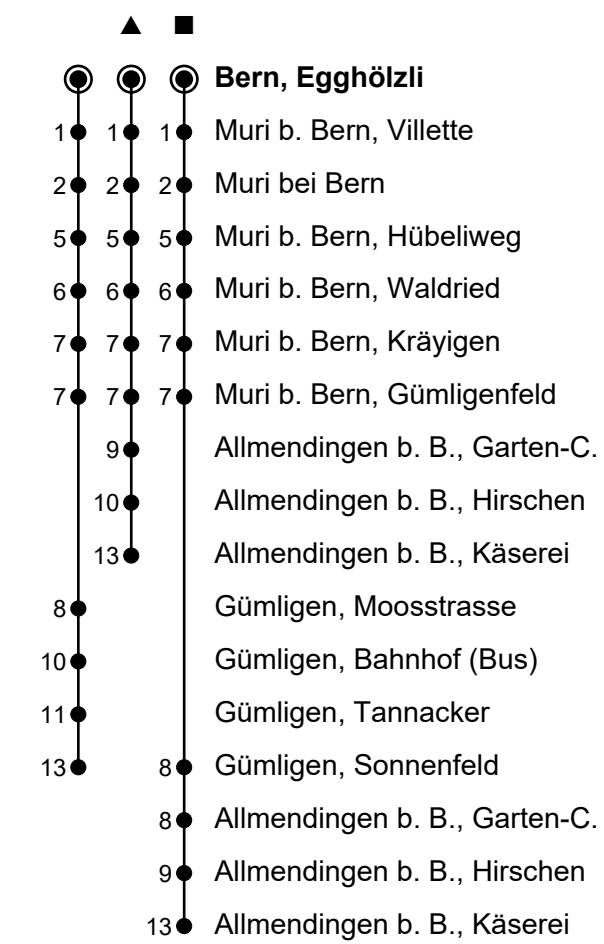 ▲ ■
Bern, Egghölzli
1 1 1 Muri b. Bern, Villette
2 2 2 Muri bei Bern
5 5 5 Muri b. Bern, Hübeliweg
6 6 6 Muri b. Bern, Waldried
7 7 7 Muri b. Bern, Kräyigen
7 7 7 Muri b. Bern, Gümligenfeld
9 Allmendingen b. B., Garten-C.
10 Allmendingen b. B., Hirschen
13 Allmendingen b. B., Käserei
8 Gümligen, Moosstrasse
10 Gümligen, Bahnhof (Bus)
11 Gümligen, Tannacker
13 8 Gümligen, Sonnenfeld
8 Allmendingen b. B., Garten-C.
9 Allmendingen b. B., Hirschen
13 Allmendingen b. B., Käserei